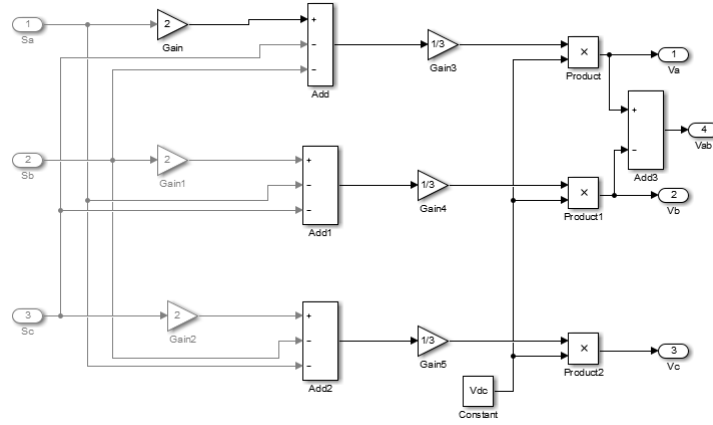 1
Sa
2
Gain
+
−
−
Add
1/3
Gain3
×
Product
1
Va
+
−
Add3
4
Vab
2
Sb
2
Gain1
+
−
−
Add1
1/3
Gain4
×
Product1
2
Vb
3
Sc
2
Gain2
+
−
−
Add2
1/3
Gain5
×
Product2
3
Vc
Vdc
Constant